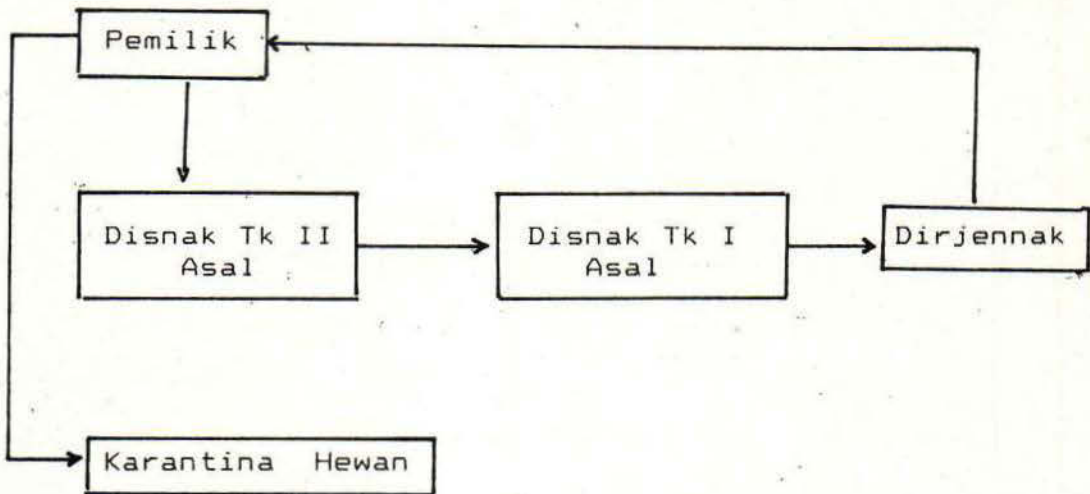 Pemilik
Disnak Tk II
Asal
Disnak Tk I
Asal
Dirjennak
Karantina Hewan